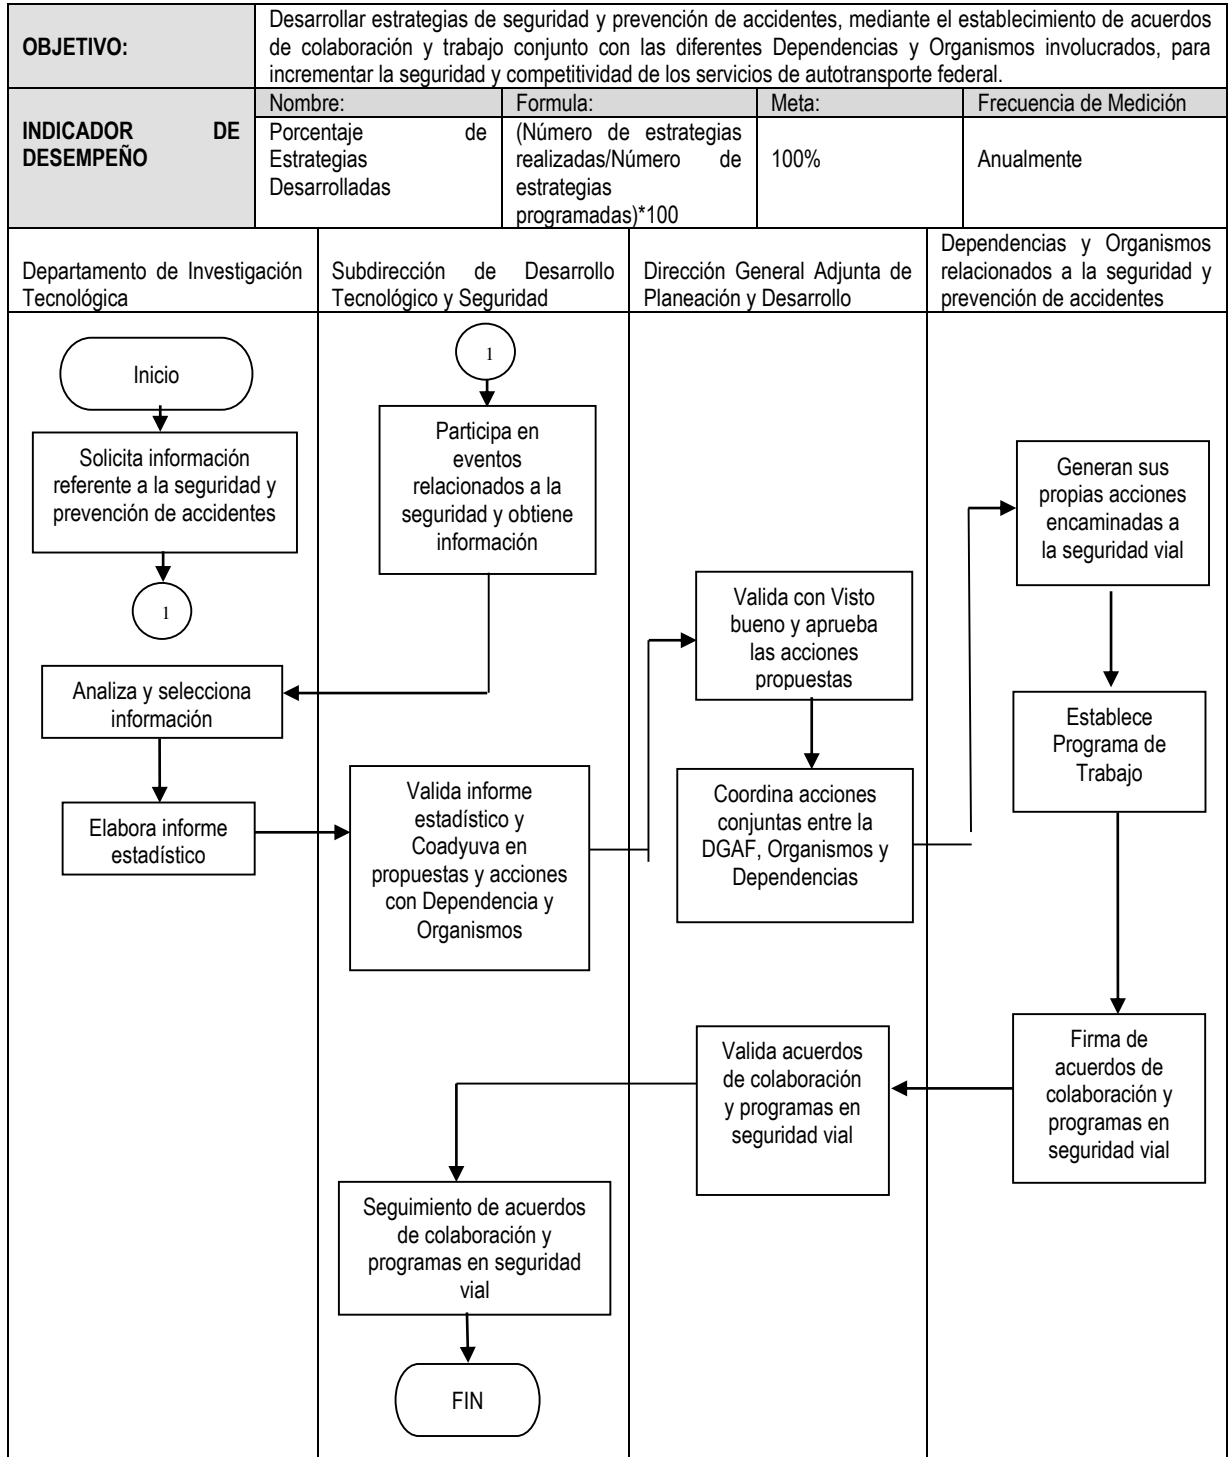 OBJETIVO:
Desarrollar estrategias de seguridad y prevención de accidentes, mediante el establecimiento de acuerdos
de colaboración y trabajo conjunto con las diferentes Dependencias y Organismos involucrados, para
incrementar la seguridad y competitividad de los servicios de autotransporte federal.
INDICADOR DE
DESEMPEÑO
Nombre:
Formula:
Meta:
Frecuencia de Medición
Porcentaje de
Estrategias
Desarrolladas
(Número de estrategias
realizadas/Número de
estrategias
programadas)*100
100%
Anualmente
Departamento de Investigación
Tecnológica
Subdirección de Desarrollo
Tecnológico y Seguridad
Dirección General Adjunta de
Planeación y Desarrollo
Dependencias y Organismos
relacionados a la seguridad y
prevención de accidentes
Inicio
Solicita información
referente a la seguridad y
prevención de accidentes
1
1
Participa en
eventos
relacionados a la
seguridad y obtiene
información
Analiza y selecciona
información
Elabora informe
estadístico
Valida informe
estadístico y
Coadyuva en
propuestas y acciones
con Dependencia y
Organismos
Valida con Visto
bueno y aprueba
las acciones
propuestas
Coordina acciones
conjuntas entre la
DGAF, Organismos y
Dependencias
Generan sus
propias acciones
encaminadas a
la seguridad vial
Establece
Programa de
Trabajo
Firma de
acuerdos de
colaboración y
programas en
seguridad vial
Valida acuerdos
de colaboración
y programas en
seguridad vial
Seguimiento de acuerdos
de colaboración y
programas en seguridad
vial
FIN